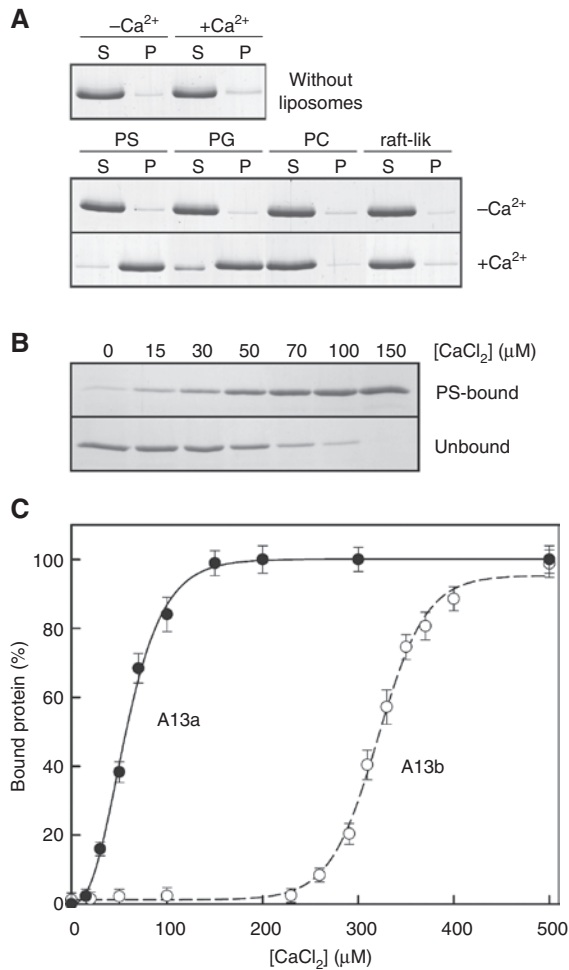 A
–Ca²⁺ +Ca²⁺
S P S P
Without
liposomes
PS PG PC raft-lik
S P S P S P S P
–Ca²⁺
+Ca²⁺
B
0 15 30 50 70 100 150 [CaCl₂] (μM)
PS-bound
Unbound
C
100
80
60
40
20
0
Bound protein (%)
A13a
A13b
0 100 200 300 400 500
[CaCl₂] (μM)